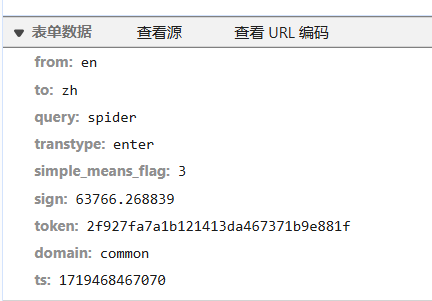 表单数据 查看源 查看 URL 编码
from: en
to: zh
query: spider
transtype: enter
simple_means_flag: 3
sign: 63766.268839
token: 2f927fa7a1b121413da467371b9e881f
domain: common
ts: 1719468467070